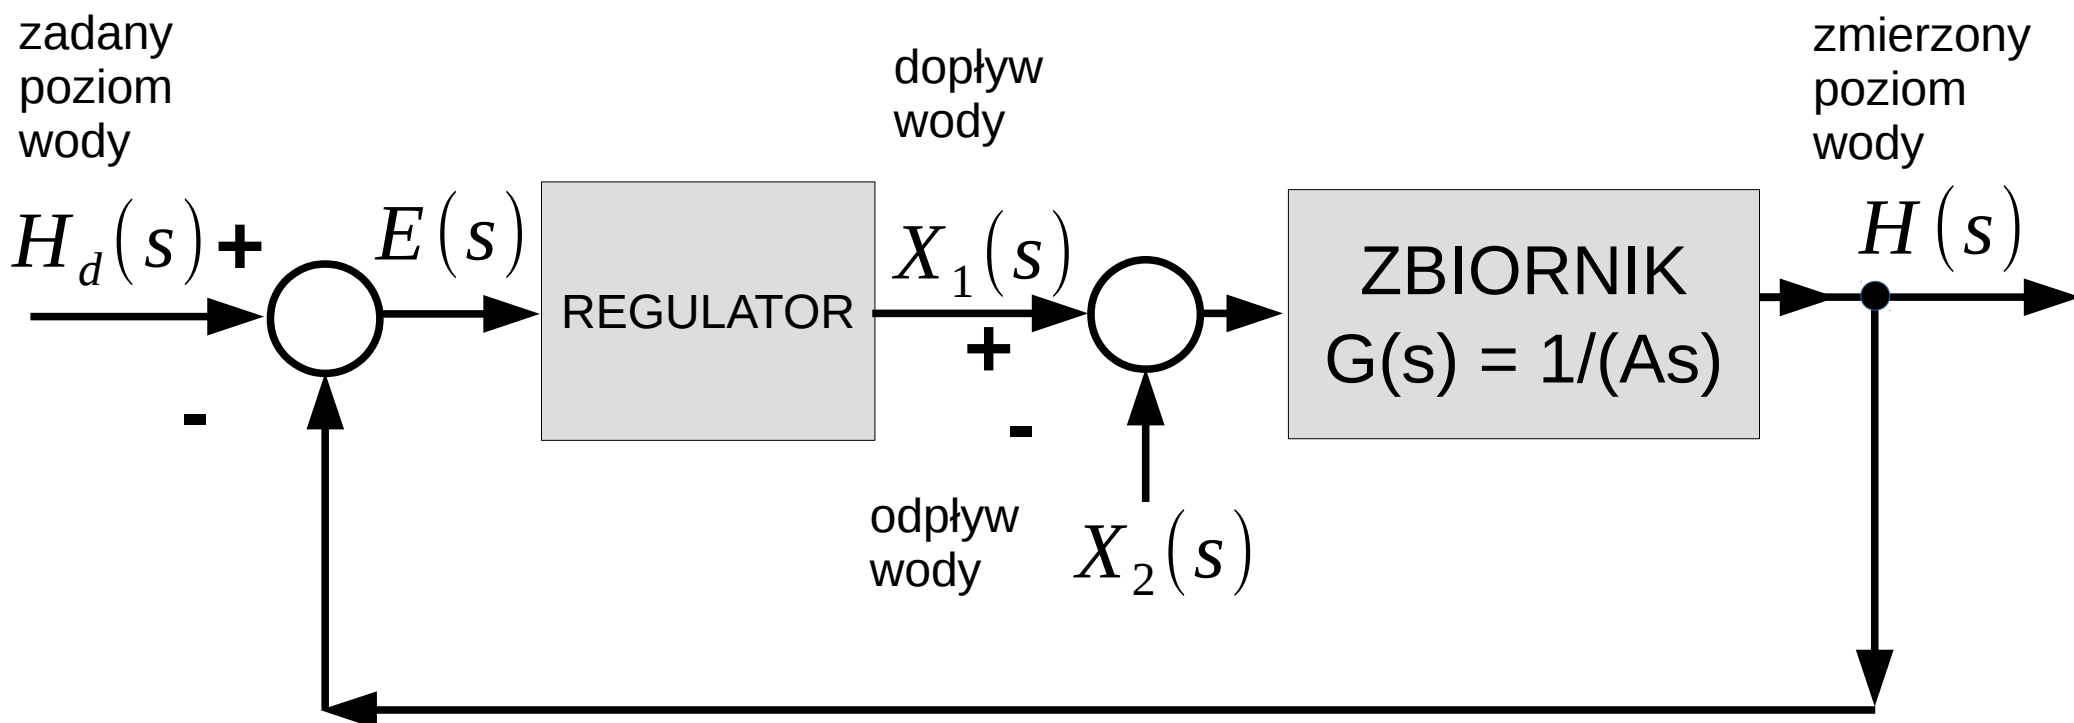 zadany
poziom
wody
dopływ
wody
zmierzony
poziom
wody
H_d(s) +
E(s)
X_1(s)
H(s)
REGULATOR
ZBIORNIK
G(s) = 1/(As)
+
-
-
odpływ
wody
X_2(s)